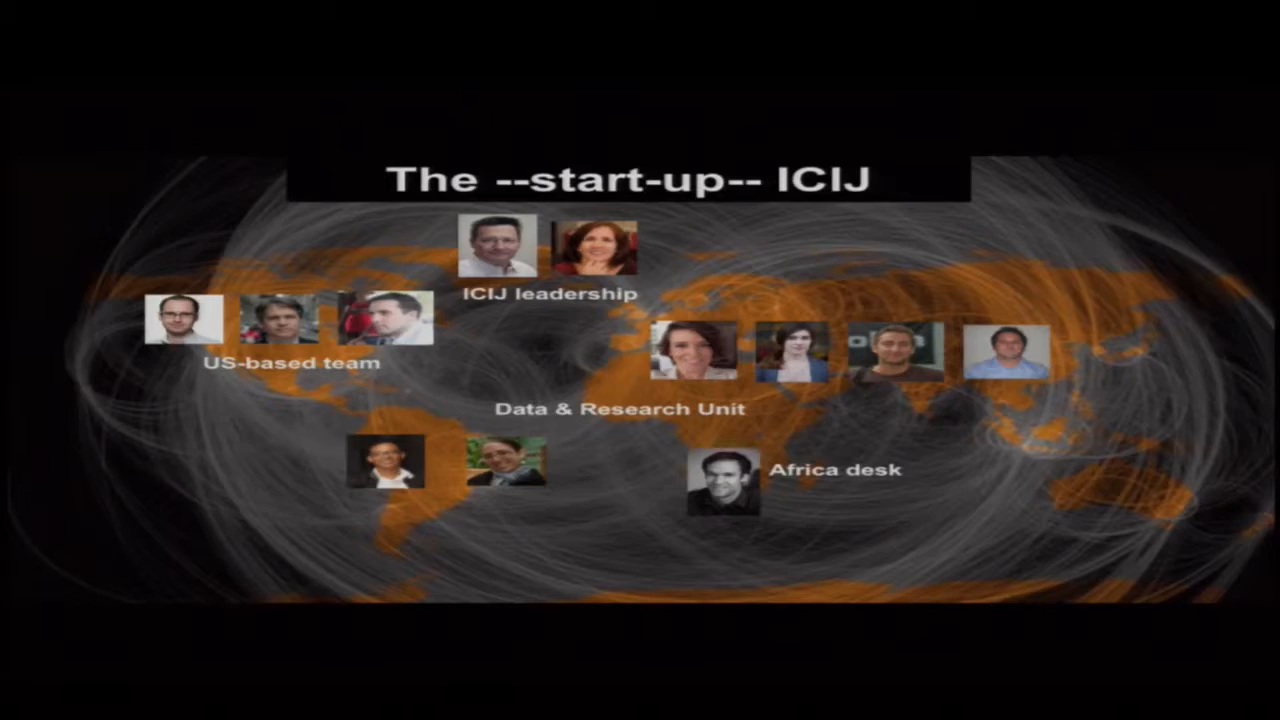 The --start-up-- ICIJ
ICIJ leadership
US-based team
Data & Research Unit
Africa desk